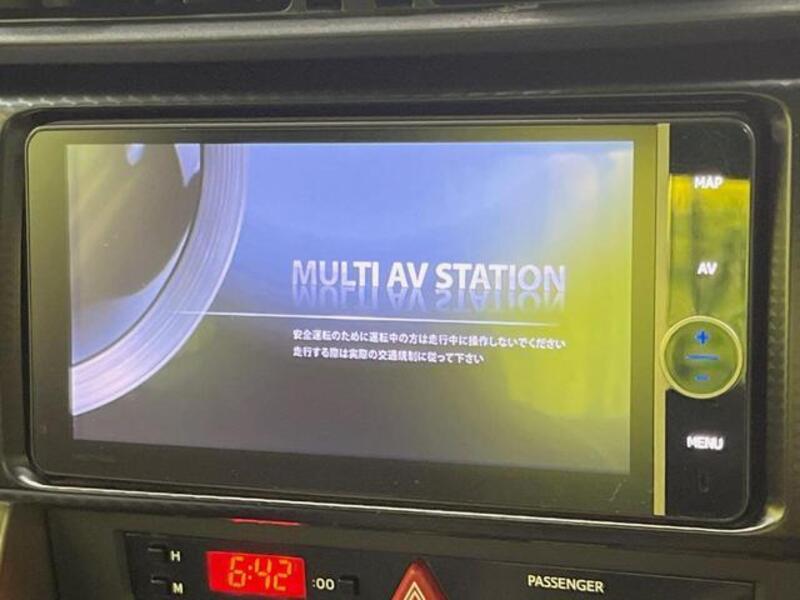 MAP
MULTI AV STATION
AV
安全運転のために運転中の方は走行中に操作しないでください
走行する際は実際の交通規制に従って下さい
+
-
MENU
H
M
6:42
:00
PASSENGER